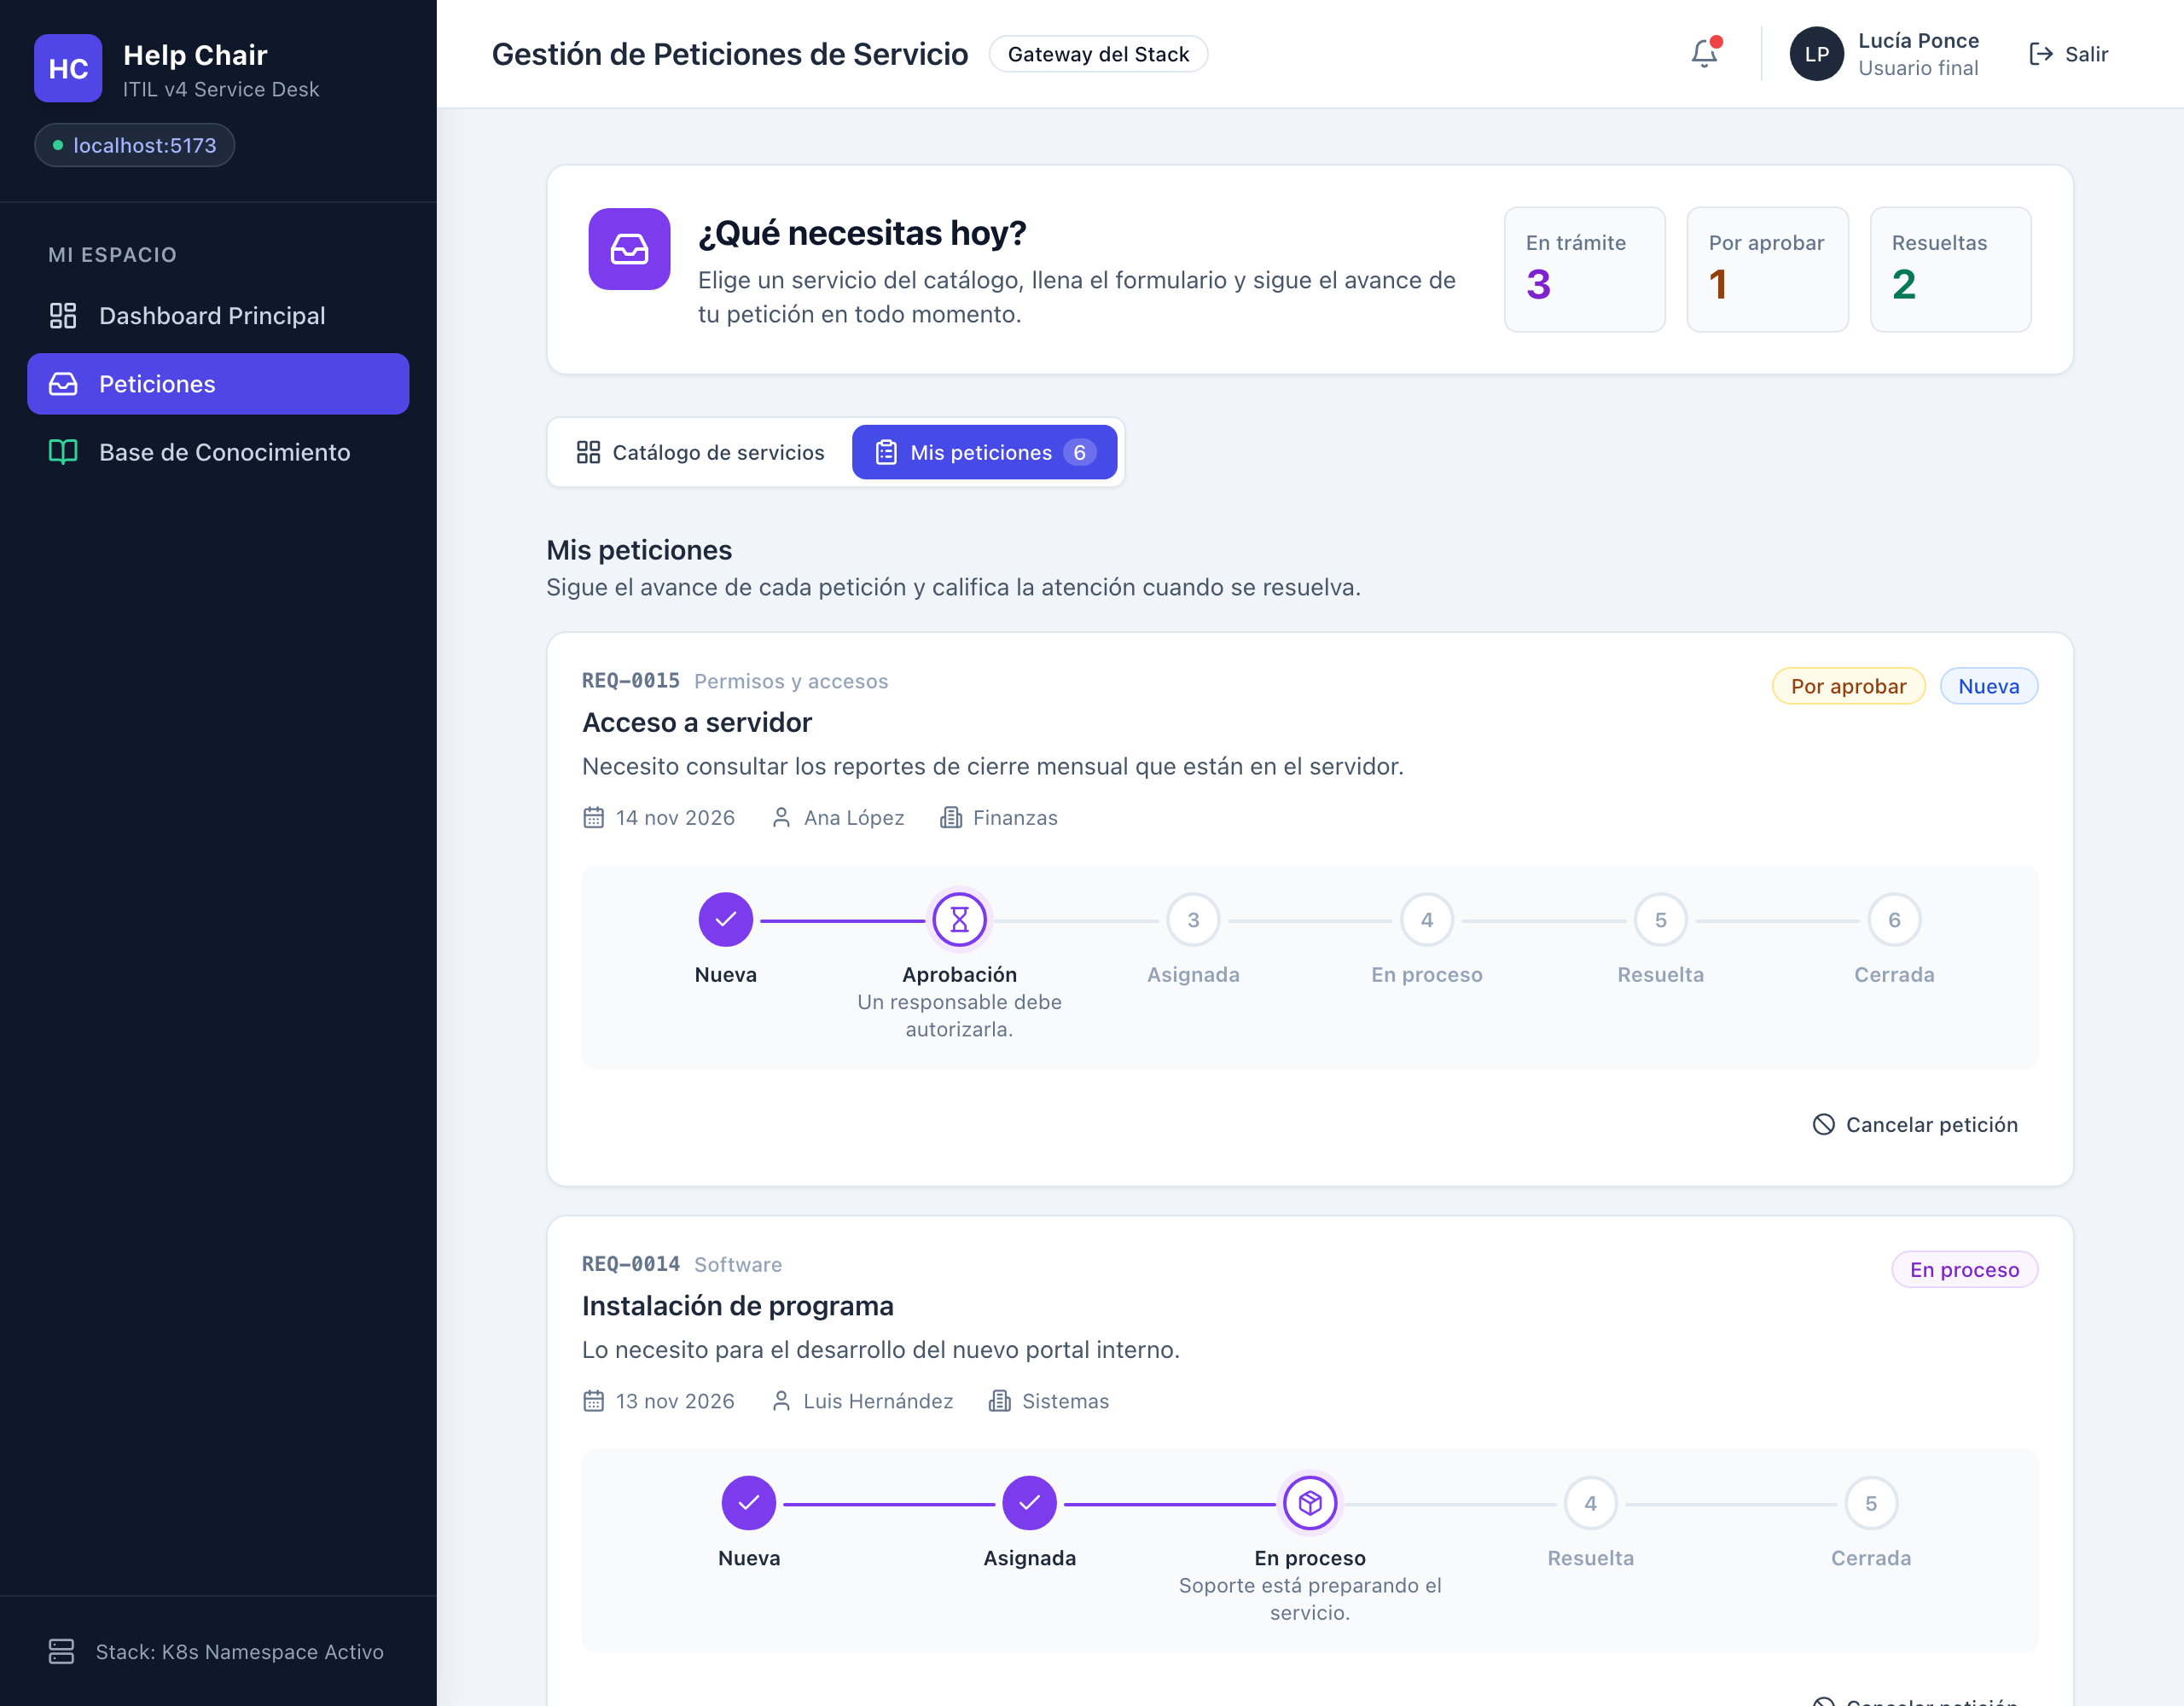 HC
Help Chair
ITIL v4 Service Desk
localhost:5173
MI ESPACIO
Dashboard Principal
Peticiones
Base de Conocimiento
Stack: K8s Namespace Activo
Gestión de Peticiones de Servicio
Gateway del Stack
LP
Lucía Ponce
Usuario final
Salir
¿Qué necesitas hoy?
Elige un servicio del catálogo, llena el formulario y sigue el avance de
tu petición en todo momento.
En trámite
3
Por aprobar
1
Resueltas
2
Catálogo de servicios
Mis peticiones 6
Mis peticiones
Sigue el avance de cada petición y califica la atención cuando se resuelva.
REQ-0015 Permisos y accesos
Por aprobar
Nueva
Acceso a servidor
Necesito consultar los reportes de cierre mensual que están en el servidor.
14 nov 2026 Ana López Finanzas
3 4 5 6
Nueva Aprobación Asignada En proceso Resuelta Cerrada
Un responsable debe
autorizarla.
Cancelar petición
REQ-0014 Software
En proceso
Instalación de programa
Lo necesito para el desarrollo del nuevo portal interno.
13 nov 2026 Luis Hernández Sistemas
4 5
Nueva Asignada En proceso Resuelta Cerrada
Soporte está preparando el
servicio.
Cancelar petición